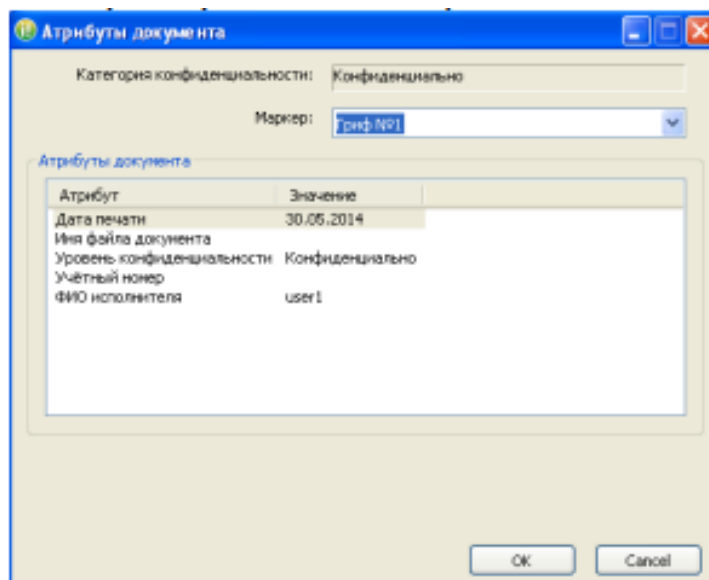 Атрибуты документа
Категория конфиденциальности: Конфиденциально
Маркер: Гриф №1
Атрибуты документа
Атрибут Значение
Дата печати 30.05.2014
Имя файла документа
Уровень конфиденциальности Конфиденциально
Учётный номер
ФИО исполнителя user1
OK Cancel